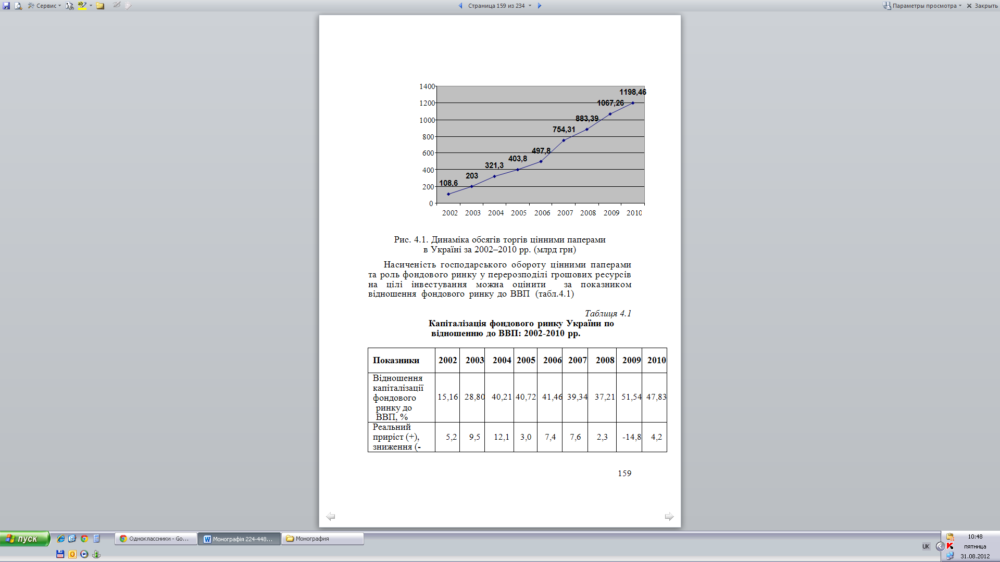 Сервис
Страница 159 из 234
Параметры просмотра
Закрыть
1400
1200
1000
800
600
400
200
0
108,6
203
321,3
403,8
497,8
754,31
883,39
1067,26
1198,46
2002 2003 2004 2005 2006 2007 2008 2009 2010
Рис. 4.1. Динаміка обсягів торгів цінними паперами
в Україні за 2002–2010 рр. (млрд грн)
Насиченість господарського обороту цінними паперами
та роль фондового ринку у перерозподілі грошових ресурсів
на цілі інвестування можна оцінити за показником
відношення фондового ринку до ВВП (табл.4.1)
Таблиця 4.1
Капіталізація фондового ринку України по
відношенню до ВВП: 2002-2010 рр.
Показники 2002 2003 2004 2005 2006 2007 2008 2009 2010
Відношення
капіталізації
фондового
ринку до
ВВП, %
15,16 28,80 40,21 40,72 41,46 39,34 37,21 51,54 47,83
Реальний
приріст (+),
зниження (-
5,2 9,5 12,1 3,0 7,4 7,6 2,3 -14,8 4,2
159
пуск
Одноклассники - Go...
Монографія 224-448...
Монография
UK
10:48
пятница
31.08.2012